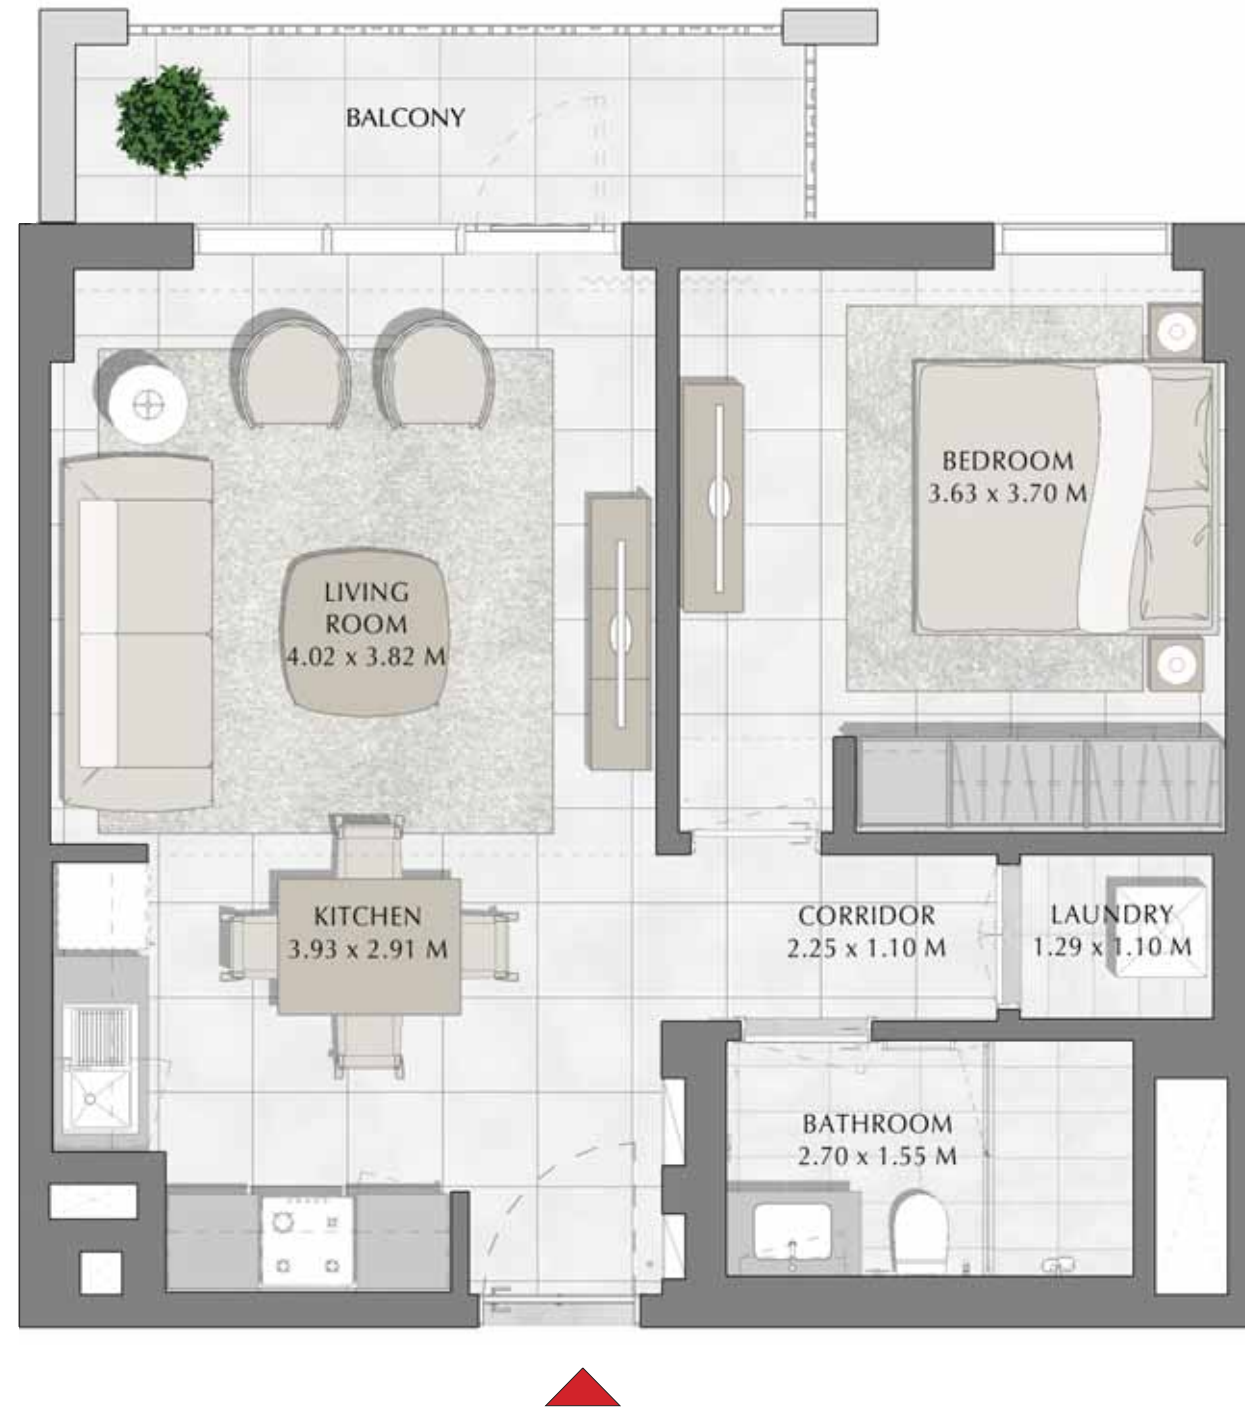 BALCONY
BEDROOM
3.63 x 3.70 M
LIVING
ROOM
4.02 x 3.82 M
KITCHEN
3.93 x 2.91 M
CORRIDOR
2.25 x 1.10 M
LAUNDRY
1.29 x 1.10 M
BATHROOM
2.70 x 1.55 M